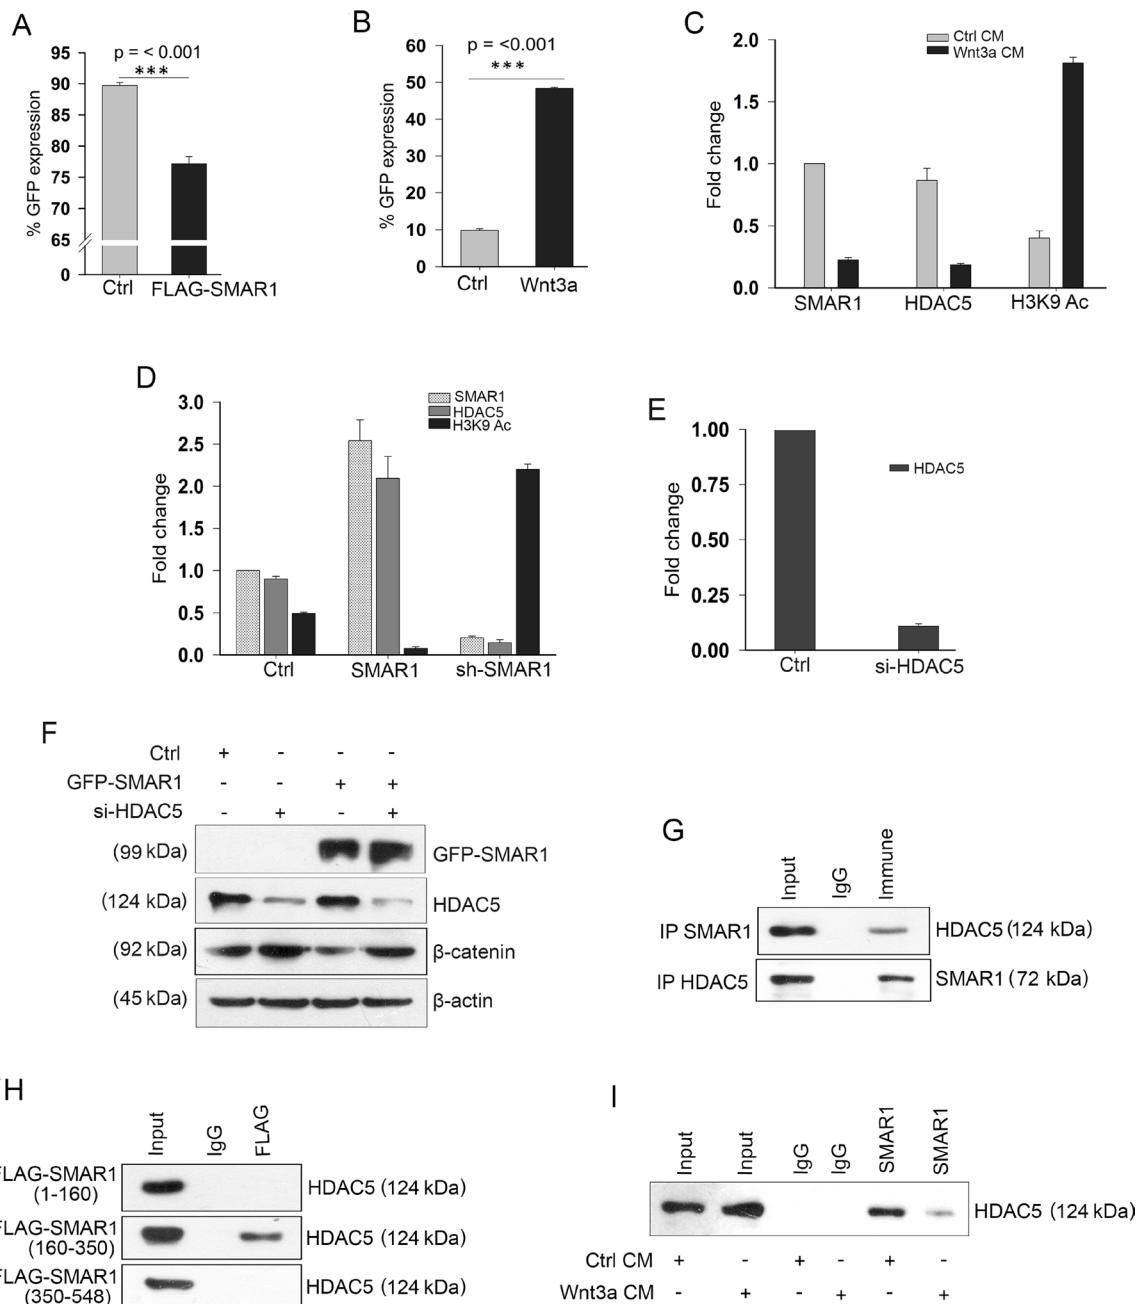 A
p = < 0.001
***
% GFP expression
95
90
85
80
75
70
65
0
Ctrl FLAG-SMAR1
B
p = <0.001
***
% GFP expression
60
50
40
30
20
10
0
Ctrl Wnt3a
C
Ctrl CM
Wnt3a CM
Fold change
2.0
1.5
1.0
0.5
0.0
SMAR1 HDAC5 H3K9 Ac
D
SMAR1
HDAC5
H3K9 Ac
Fold change
3.0
2.5
2.0
1.5
1.0
0.5
0.0
Ctrl SMAR1 sh-SMAR1
E
HDAC5
Fold change
1.00
0.75
0.50
0.25
0.00
Ctrl si-HDAC5
F
Ctrl + - - -
GFP-SMAR1 - - + +
si-HDAC5 - + - +
(99 kDa) GFP-SMAR1
(124 kDa) HDAC5
(92 kDa) β-catenin
(45 kDa) β-actin
G
Input IgG Immune
IP SMAR1 HDAC5 (124 kDa)
IP HDAC5 SMAR1 (72 kDa)
H
Input IgG FLAG
FLAG-SMAR1
(1-160)
HDAC5 (124 kDa)
FLAG-SMAR1
(160-350)
HDAC5 (124 kDa)
FLAG-SMAR1
(350-548)
HDAC5 (124 kDa)
I
Input Input IgG IgG SMAR1 SMAR1
HDAC5 (124 kDa)
Ctrl CM + - + - + -
Wnt3a CM - + - + - +